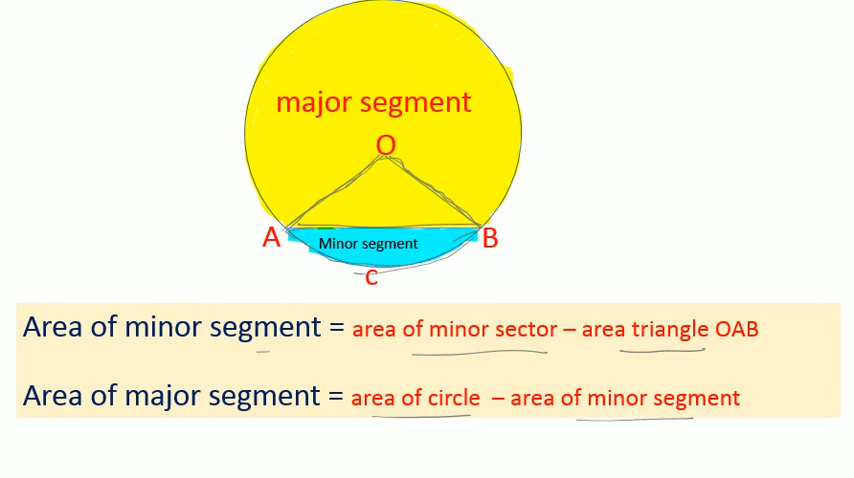 major segment
O
A
Minor segment
B
c
Area of minor segment = area of minor sector – area triangle OAB
Area of major segment = area of circle – area of minor segment